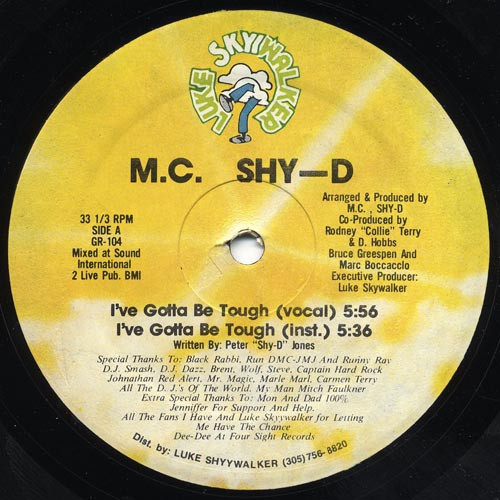 LUKE SKYYWALKER
M.C. SHY—D
33 1/3 RPM
SIDE A
GR-104
Mixed at Sound
International
2 Live Pub. BMI
Arranged & Produced by
M.C. , SHY-D
Co-Produced by
Rodney "Collie" Terry
& D. Hobbs
Bruce Greespen And
Marc Boccaccio
Executive Producer:
Luke Skywalker
I've Gotta Be Tough (vocal) 5:56
I've Gotta Be Tough (inst.) 5:36
Written By: Peter "Shy-D" Jones
Special Thanks To: Black Rabbi, Run DMC-JMJ And Runny Ray
D.J. Smash, D.J. Dazz, Brent, Wolf, Steve, Captain Hard Rock
Johnathan Red Alert, Mr. Magic, Marle Marl, Carmen Terry
All The D. J.'s Of The World. My Man Mitch Faulkner
Extra Special Thanks To: Mon And Dad 100%
Jenniffer For Support And Help.
All The Fans I Have And Luke Skyywalker for Letting
Me Have The Chance
Dee-Dee At Four Sight Records
Dist. by: LUKE SHYYWALKER (305) 756-8820